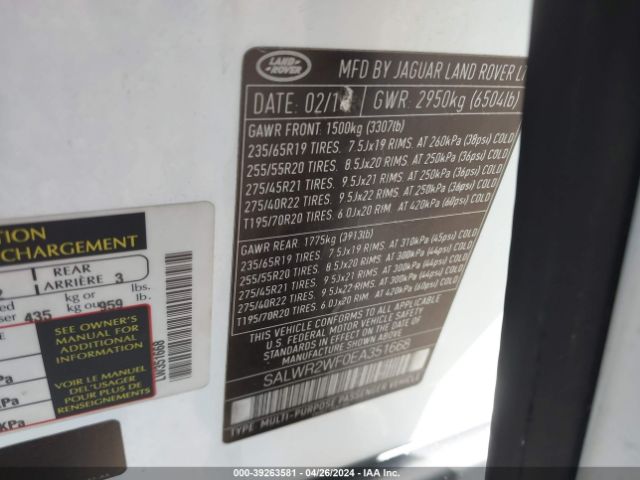 LAND
ROVER
MFD BY JAGUAR LAND ROVER
DATE: 02/1 GWR: 2950kg (6504lb)
GAWR FRONT: 1500kg (3307lb)
235/65R19 TIRES. 7.5Jx19 RIMS. AT 260kPa (38psi) COLD
255/55R20 TIRES. 8.5Jx20 RIMS. AT 250kPa (36psi) COLD
275/45R21 TIRES. 9.5Jx21 RIMS. AT 250kPa (36psi) COLD
275/40R22 TIRES. 9.5Jx22 RIMS. AT 250kPa (36psi) COLD
T195/70R20 TIRES. 6.0Jx20 RIM. AT 420kPa (60psi) COLD
GAWR REAR: 1775kg (3913lb)
235/65R19 TIRES. 7.5Jx19 RIMS. AT 310kPa (45psi) COLD
255/55R20 TIRES. 8.5Jx20 RIMS. AT 300kPa (44psi) COLD
275/45R21 TIRES. 9.5Jx21 RIMS. AT 300kPa (44psi) COLD
275/40R22 TIRES. 9.5Jx22 RIMS. AT 300kPa (44psi) COLD
T195/70R20 TIRES. 6.0Jx20 RIM. AT 420kPa (60psi) COLD
THIS VEHICLE CONFORMS TO ALL APPLICABLE
U.S. FEDERAL MOTOR VEHICLE SAFETY
STANDARDS IN EFFECT ON THE DATE OF
MANUFACTURE SHOWN ABOVE.
SALWR2WF0EA351668
TYPE: MULTI-PURPOSE PASSENGER VEHICLE
CHARGEMENT
REAR
ARRIÈRE 3
kg or lbs.
435 kg ou 959 lb.
SEE OWNER'S
MANUAL FOR
ADDITIONAL
INFORMATION
VOIR LE MANUEL
DE L'USAGER
POUR PLUS DE
RENSEIGNEMENTS
LW351668
000-39263581 - 04/26/2024 - IAA Inc.